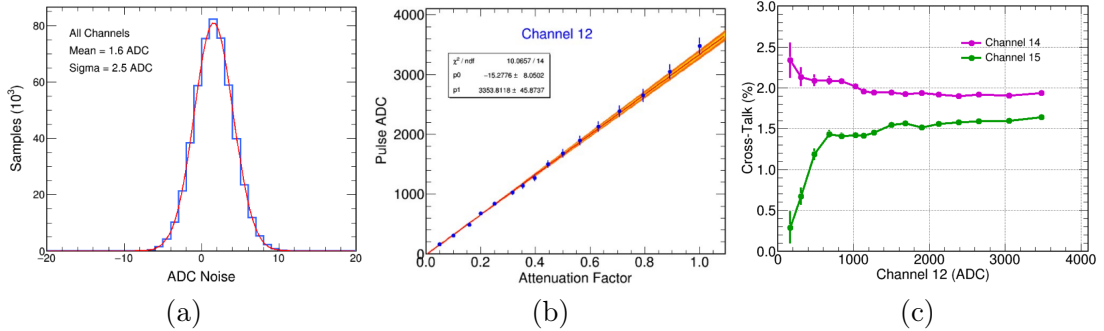 All Channels
Mean = 1.6 ADC
Sigma = 2.5 ADC
Samples (10³)
80
60
40
20
0
−20 −10 0 10 20
ADC Noise
(a)
Channel 12
χ² / ndf 10.0657 / 14
p0 −15.2776 ± 8.0502
p1 3353.8118 ± 45.8737
Pulse ADC
4000
3000
2000
1000
0
0.0 0.2 0.4 0.6 0.8 1.0
Attenuation Factor
(b)
Channel 14
Channel 15
Cross-Talk (%)
3.0
2.5
2.0
1.5
1.0
0.5
0.0
0 1000 2000 3000 4000
Channel 12 (ADC)
(c)